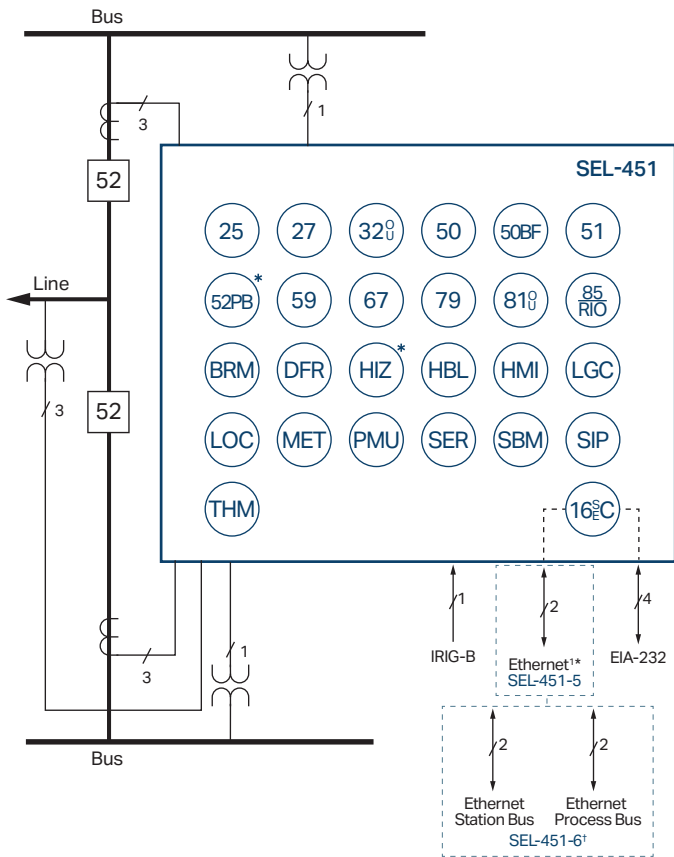 Bus
3
1
52
SEL-451
25 27 32 O U 50 50BF 51
Line
52PB* 59 67 79 81 O U 85 RIO
BRM DFR HIZ* HBL HMI LGC
3
52
LOC MET PMU SER SBM SIP
THM 16 S E C
3
1
1
2
4
IRIG-B
Ethernet¹*
SEL-451-5
EIA-232
Bus
2
2
Ethernet
Station Bus
Ethernet
Process Bus
SEL-451-6†